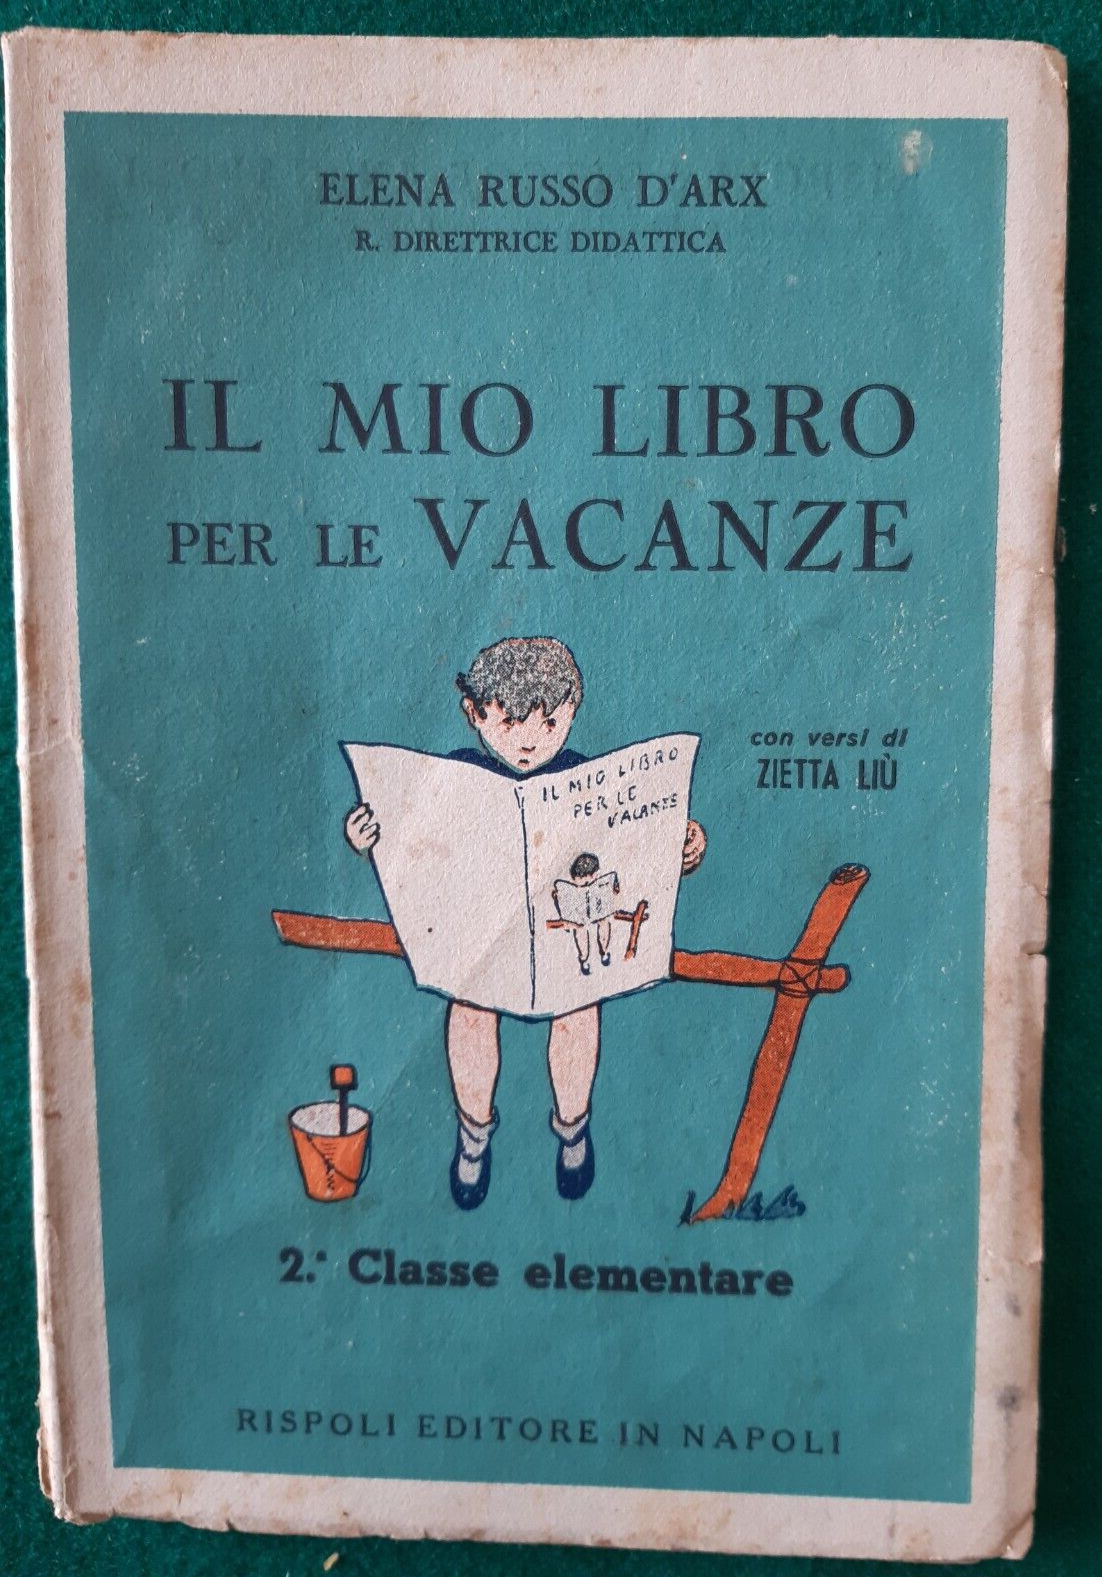 ELENA RUSSO D'ARX
R. DIRETTRICE DIDATTICA
IL MIO LIBRO
PER LE VACANZE
con versi di
ZIETTA LIÙ
IL MIO LIBRO
PER LE
VACANZE
2.ª Classe elementare
RISPOLI EDITORE IN NAPOLI